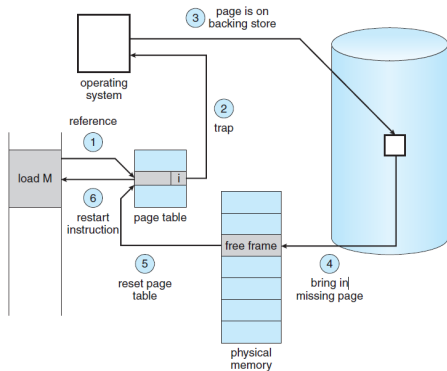 3
page is on
backing store
operating
system
2
trap
reference
1
load M
i
page table
6
restart
instruction
free frame
5
reset page
table
4
bring in
missing page
physical
memory